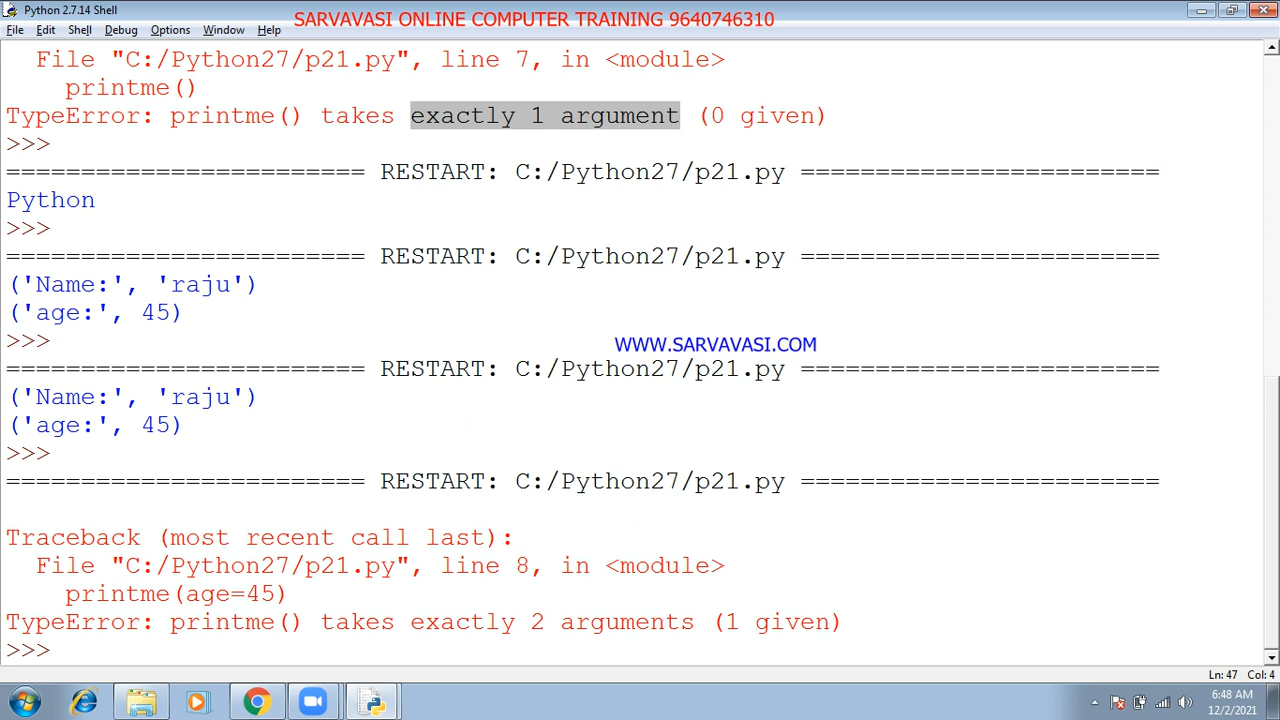 Python 2.7.14 Shell
SARVAVASI ONLINE COMPUTER TRAINING 9640746310
File Edit Shell Debug Options Window Help
File "C:/Python27/p21.py", line 7, in <module>
printme()
TypeError: printme() takes exactly 1 argument (0 given)
>>>
======================== RESTART: C:/Python27/p21.py ========================
Python
>>>
======================== RESTART: C:/Python27/p21.py ========================
('Name:', 'raju')
('age:', 45)
>>>
WWW.SARVAVASI.COM
======================== RESTART: C:/Python27/p21.py ========================
('Name:', 'raju')
('age:', 45)
>>>
======================== RESTART: C:/Python27/p21.py ========================
Traceback (most recent call last):
File "C:/Python27/p21.py", line 8, in <module>
printme(age=45)
TypeError: printme() takes exactly 2 arguments (1 given)
>>>
Ln: 47 Col: 4
6:48 AM
12/2/2021